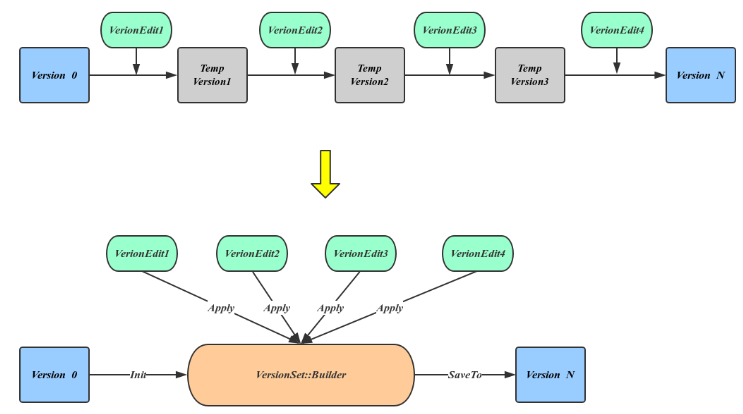 VerionEdit1
VerionEdit2
VerionEdit3
VerionEdit4
Version 0
Temp
Version1
Temp
Version2
Temp
Version3
Version N
VerionEdit1
VerionEdit2
VerionEdit3
VerionEdit4
Apply
Apply
Apply
Apply
Version 0
Init
VersionSet::Builder
SaveTo
Version N